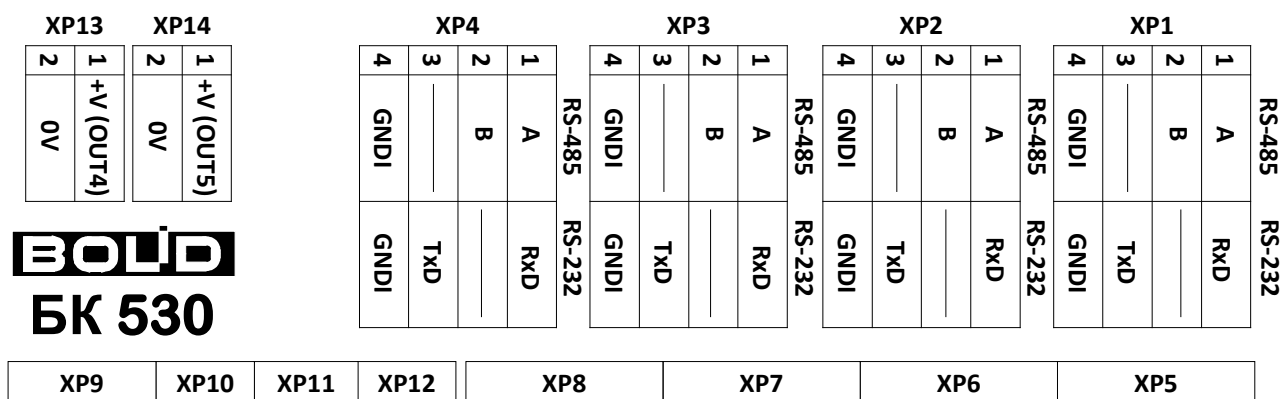 XP13 XP14 XP4 XP3 XP2 XP1
2 1 2 1 4 3 2 1 4 3 2 1 4 3 2 1 4 3 2 1
0V +V (OUT4) 0V +V (OUT5) GNDI — B A RS-485 GNDI — B A RS-485 GNDI — B A RS-485 GNDI — B A RS-485
GNDI TxD — RxD RS-232 GNDI TxD — RxD RS-232 GNDI TxD — RxD RS-232 GNDI TxD — RxD RS-232
BOLID
БК 530
XP9 XP10 XP11 XP12 XP8 XP7 XP6 XP5